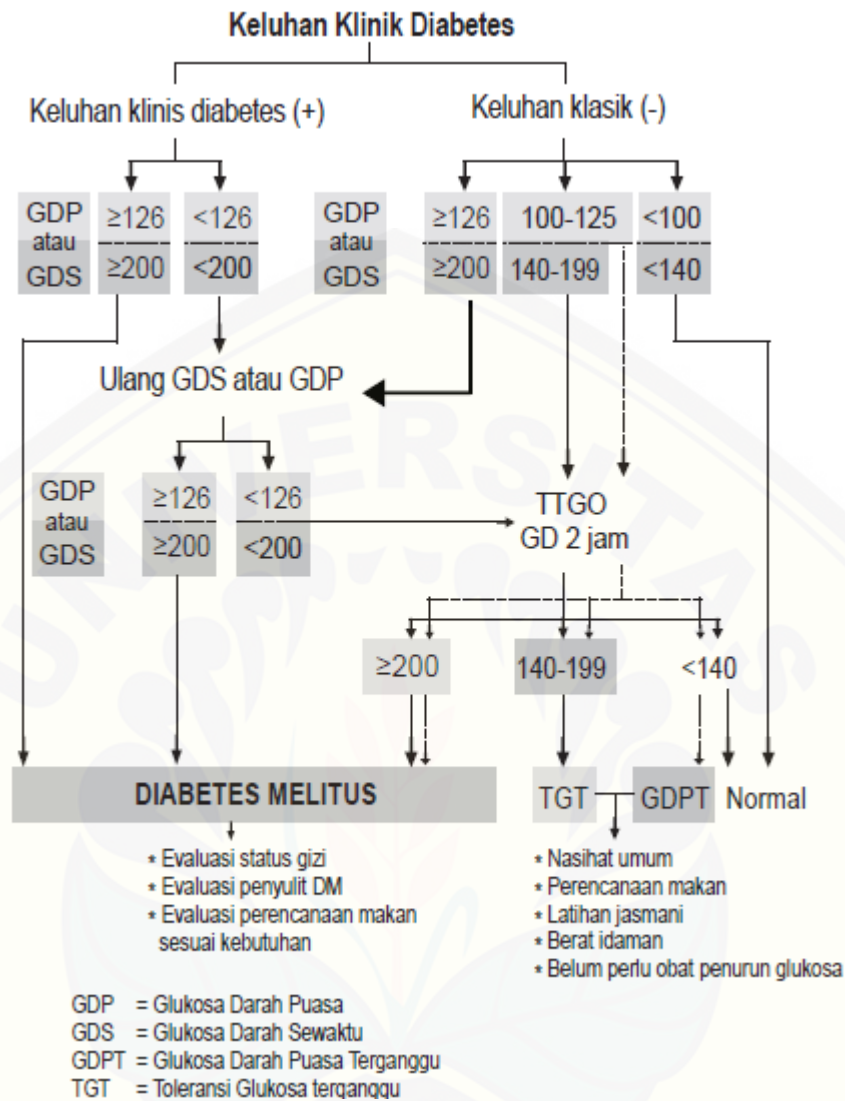 Keluhan Klinik Diabetes
Keluhan klinis diabetes (+)
Keluhan klasik (-)
GDP
atau
GDS
≥126
<126
≥200
<200
GDP
atau
GDS
≥126
100-125
<100
≥200
140-199
<140
Ulang GDS atau GDP
GDP
atau
GDS
≥126
<126
≥200
<200
TTGO
GD 2 jam
≥200
140-199
<140
DIABETES MELITUS
TGT
GDPT
Normal
* Evaluasi status gizi
* Evaluasi penyulit DM
* Evaluasi perencanaan makan
sesuai kebutuhan
* Nasihat umum
* Perencanaan makan
* Latihan jasmani
* Berat idaman
* Belum perlu obat penurun glukosa
GDP = Glukosa Darah Puasa
GDS = Glukosa Darah Sewaktu
GDPT = Glukosa Darah Puasa Terganggu
TGT = Toleransi Glukosa terganggu
UNIVERSITAS